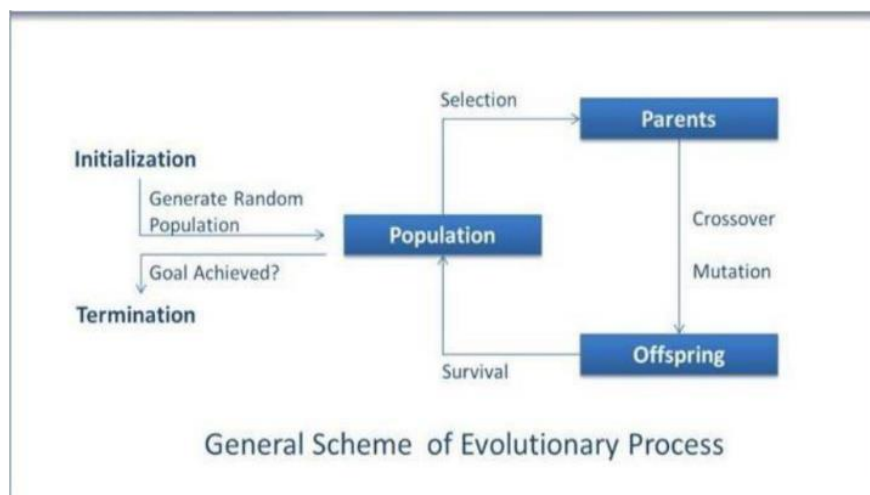 Selection
Parents
Initialization
Generate Random
Population
Population
Crossover
Mutation
Goal Achieved?
Termination
Offspring
Survival
General Scheme of Evolutionary Process